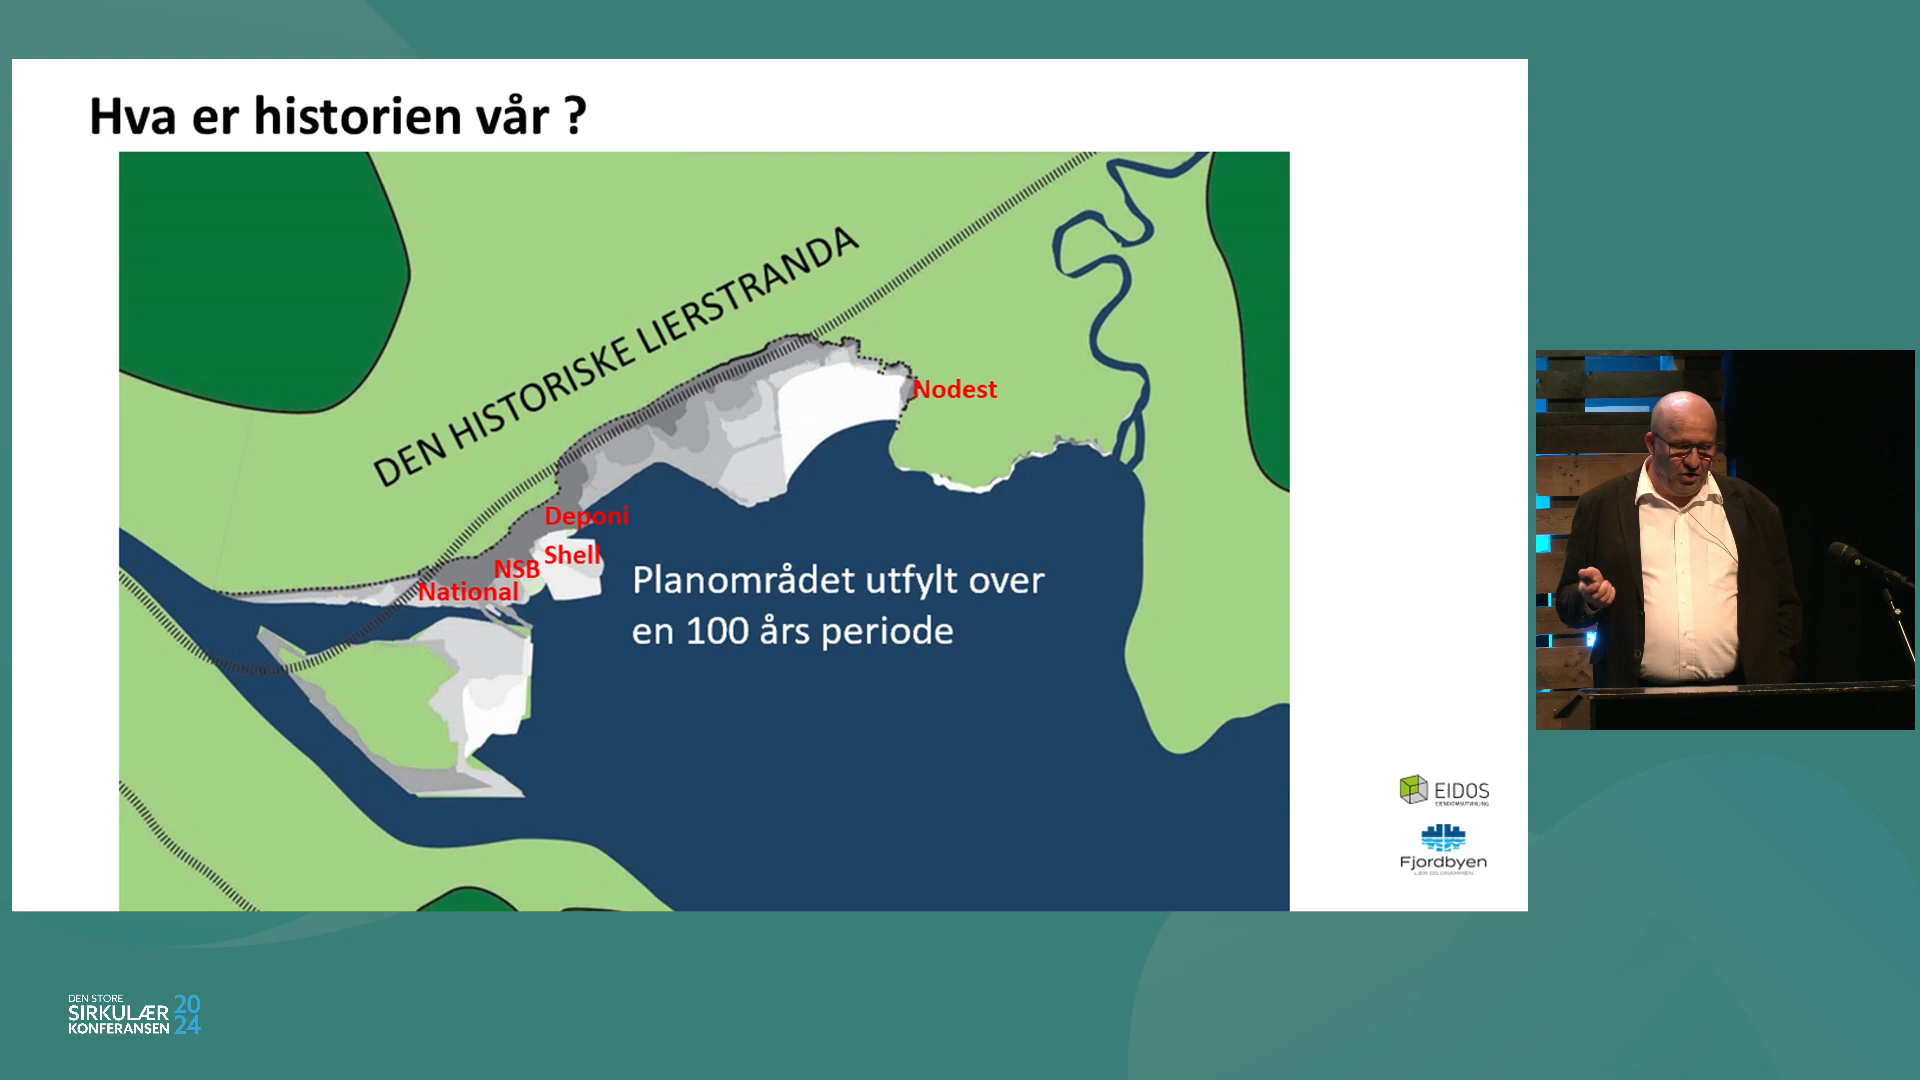 Hva er historien vår ?
DEN HISTORISKE LIERSTRANDA
Nodest
Deponi
Shell
NSB
National
Planområdet utfylt over
en 100 års periode
EIDOS
EIENDOMSUTVIKLING
Fjordbyen
LIER OG DRAMMEN
DEN STORE
SIRKULÆR
KONFERANSEN
20
24